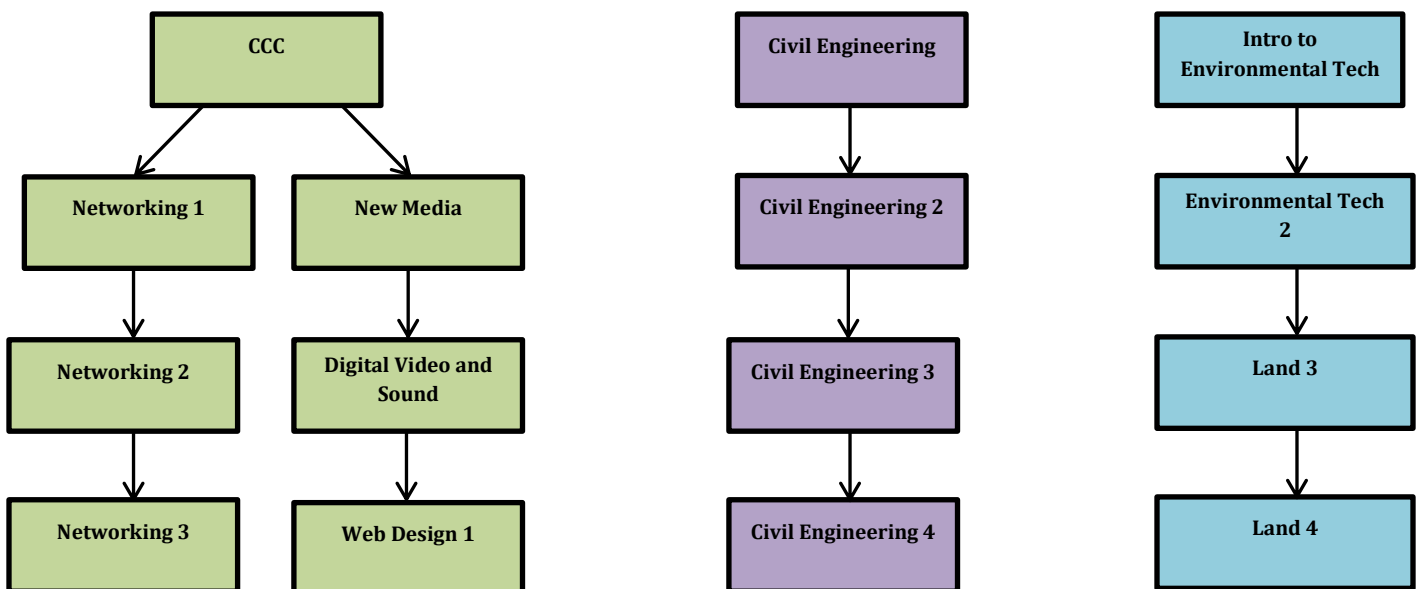 CCC
Civil Engineering
Intro to
Environmental Tech
Networking 1
New Media
Civil Engineering 2
Environmental Tech
2
Networking 2
Digital Video and
Sound
Civil Engineering 3
Land 3
Networking 3
Web Design 1
Civil Engineering 4
Land 4